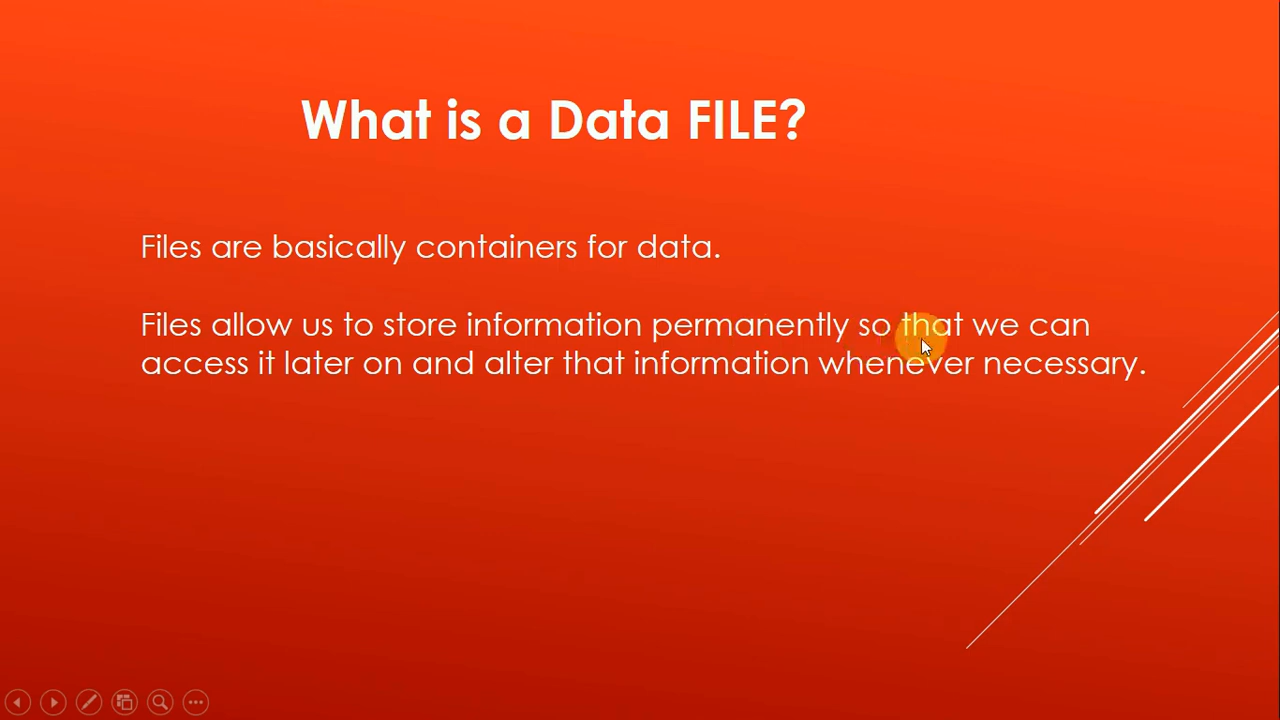 What is a Data FILE?
Files are basically containers for data.
Files allow us to store information permanently so that we can
access it later on and alter that information whenever necessary.